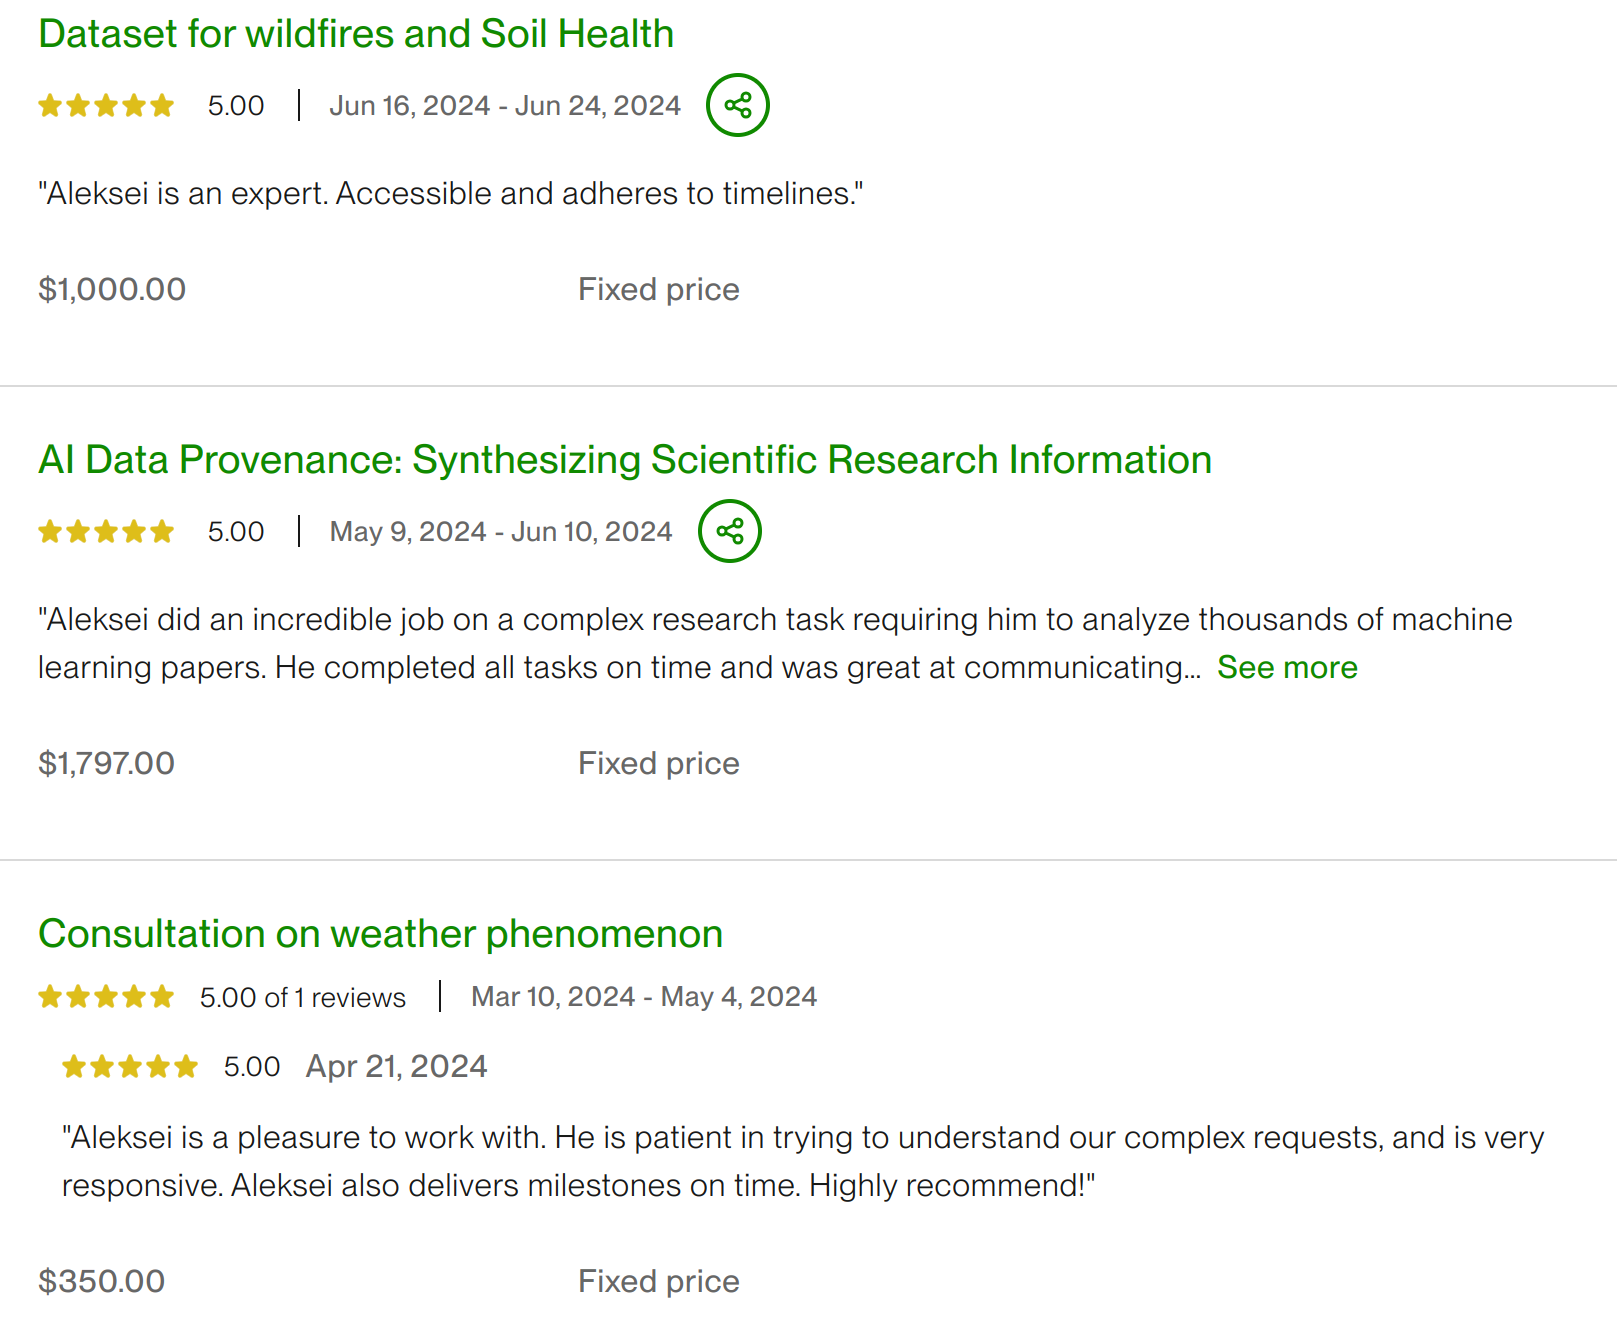 Dataset for wildfires and Soil Health
5.00 | Jun 16, 2024 - Jun 24, 2024
"Aleksei is an expert. Accessible and adheres to timelines."
$1,000.00 Fixed price
AI Data Provenance: Synthesizing Scientific Research Information
5.00 | May 9, 2024 - Jun 10, 2024
"Aleksei did an incredible job on a complex research task requiring him to analyze thousands of machine
learning papers. He completed all tasks on time and was great at communicating... See more
$1,797.00 Fixed price
Consultation on weather phenomenon
5.00 of 1 reviews | Mar 10, 2024 - May 4, 2024
5.00 Apr 21, 2024
"Aleksei is a pleasure to work with. He is patient in trying to understand our complex requests, and is very
responsive. Aleksei also delivers milestones on time. Highly recommend!"
$350.00 Fixed price